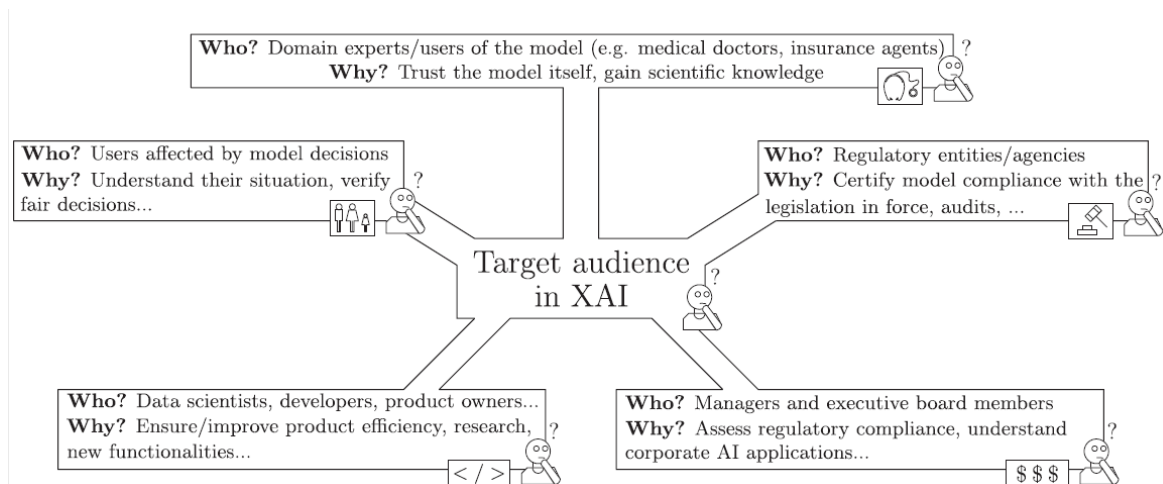 Who? Domain experts/users of the model (e.g. medical doctors, insurance agents)
?
Why? Trust the model itself, gain scientific knowledge
Who? Users affected by model decisions
Why? Understand their situation, verify
?
fair decisions...
Who? Regulatory entities/agencies
Why? Certify model compliance with the
?
legislation in force, audits, ...
Target audience
in XAI
?
Who? Data scientists, developers, product owners...
Why? Ensure/improve product efficiency, research,
?
new functionalities...
</>
Who? Managers and executive board members
Why? Assess regulatory compliance, understand
?
corporate AI applications...
$ $ $